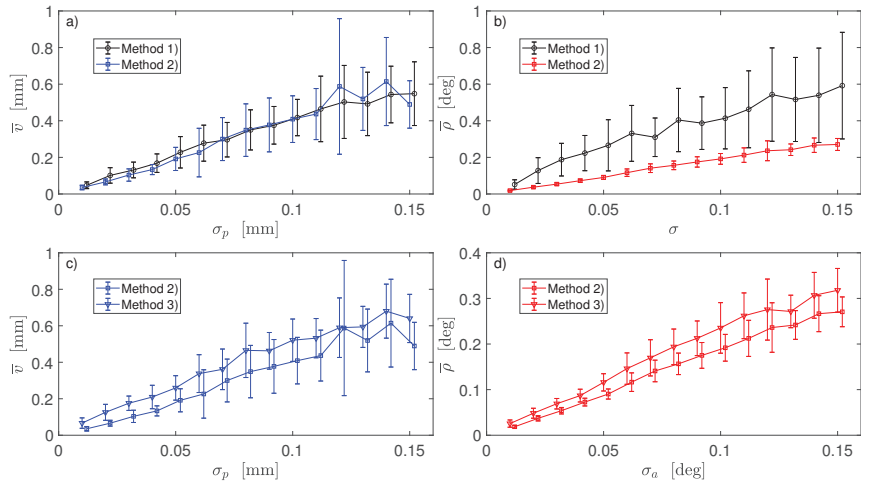 a)
Method 1)
Method 2)
1
0.8
0.6
0.4
0.2
0
0
0.05
0.1
0.15
v̅ [mm]
σ_p [mm]
b)
Method 1)
Method 2)
1
0.8
0.6
0.4
0.2
0
0
0.05
0.1
0.15
ρ̅ [deg]
σ
c)
Method 2)
Method 3)
1
0.8
0.6
0.4
0.2
0
0
0.05
0.1
0.15
v̅ [mm]
σ_p [mm]
d)
Method 2)
Method 3)
0.4
0.3
0.2
0.1
0
0
0.05
0.1
0.15
ρ̅ [deg]
σ_a [deg]